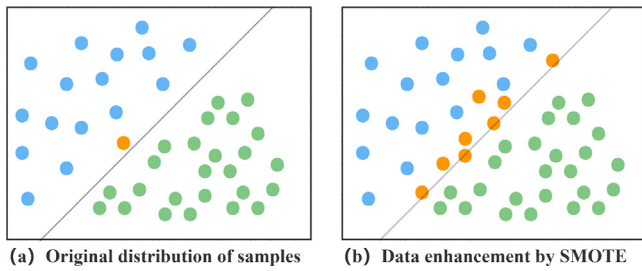 (a) Original distribution of samples
(b) Data enhancement by SMOTE